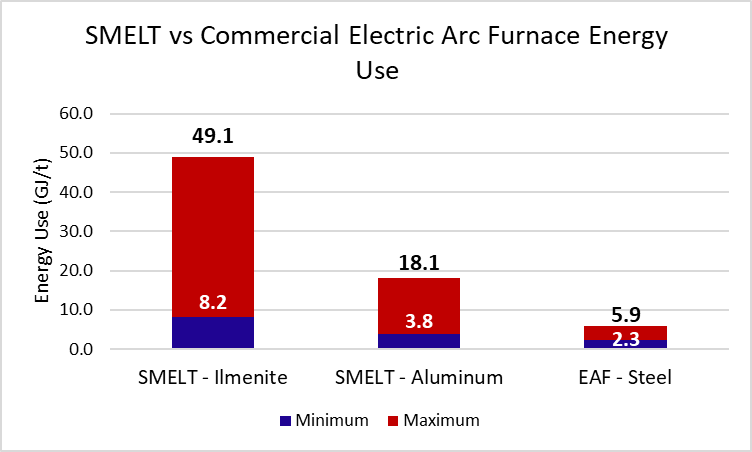 SMELT vs Commercial Electric Arc Furnace Energy
Use
Energy Use (GJ/t)
60.0
50.0
40.0
30.0
20.0
10.0
0.0
49.1
8.2
18.1
3.8
5.9
2.3
SMELT - Ilmenite
SMELT - Aluminum
EAF - Steel
Minimum
Maximum